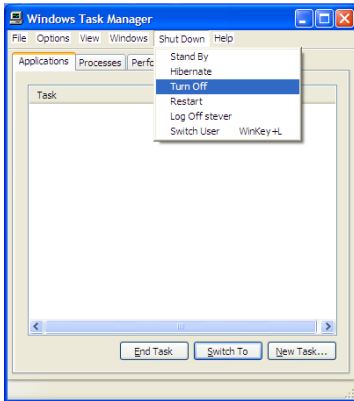 Windows Task Manager
File Options View Windows Shut Down Help
Applications Processes Perfo
Stand By
Hibernate
Turn Off
Restart
Log Off stever
Switch User WinKey+L
Task
End Task Switch To New Task...